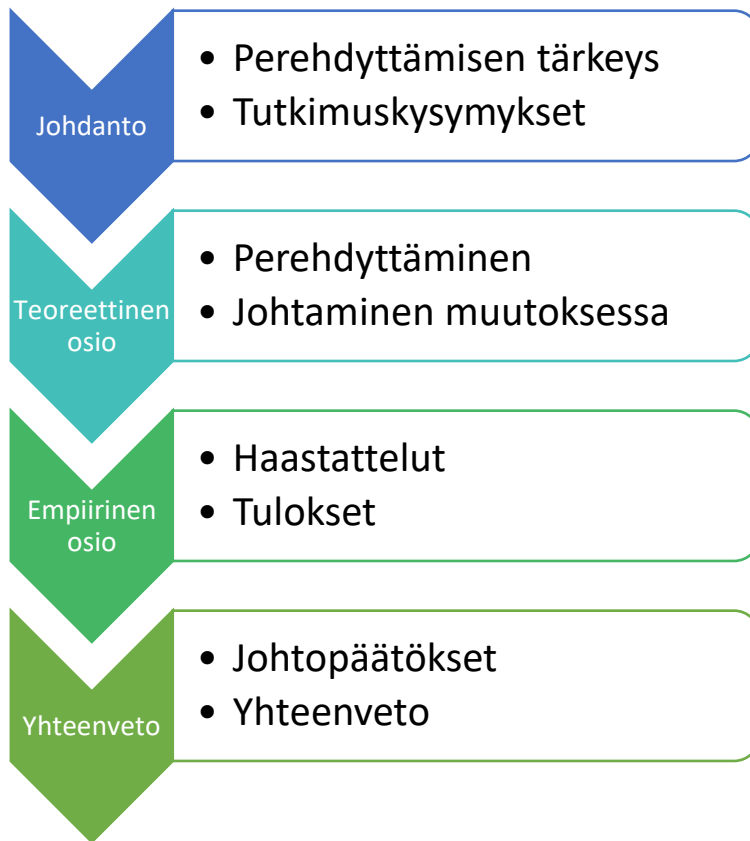 Johdanto
• Perehdyttämisen tärkeys
• Tutkimuskysymykset
Teoreettinen
osio
• Perehdyttäminen
• Johtaminen muutoksessa
Empiirinen
osio
• Haastattelut
• Tulokset
Yhteenveto
• Johtopäätökset
• Yhteenveto